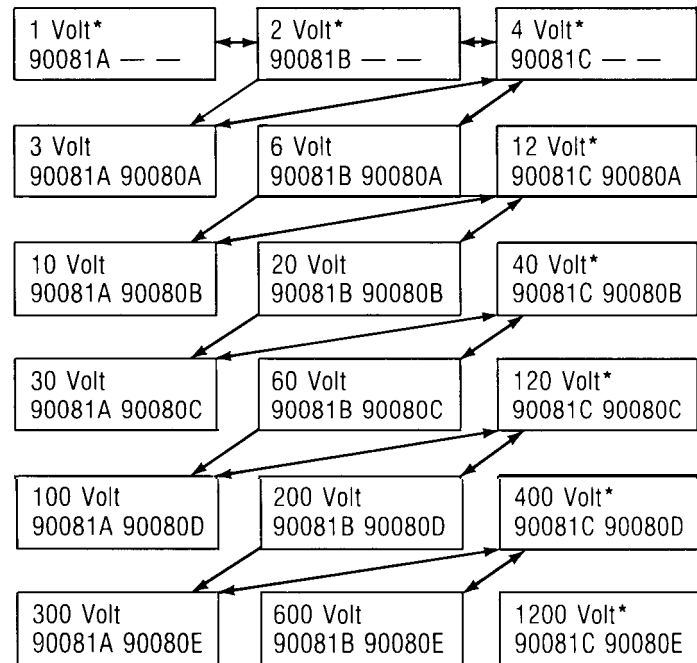 1 Volt*
90081A — —
2 Volt*
90081B — —
4 Volt*
90081C — —
3 Volt
90081A 90080A
6 Volt
90081B 90080A
12 Volt*
90081C 90080A
10 Volt
90081A 90080B
20 Volt
90081B 90080B
40 Volt*
90081C 90080B
30 Volt
90081A 90080C
60 Volt
90081B 90080C
120 Volt*
90081C 90080C
100 Volt
90081A 90080D
200 Volt
90081B 90080D
400 Volt*
90081C 90080D
300 Volt
90081A 90080E
600 Volt
90081B 90080E
1200 Volt*
90081C 90080E